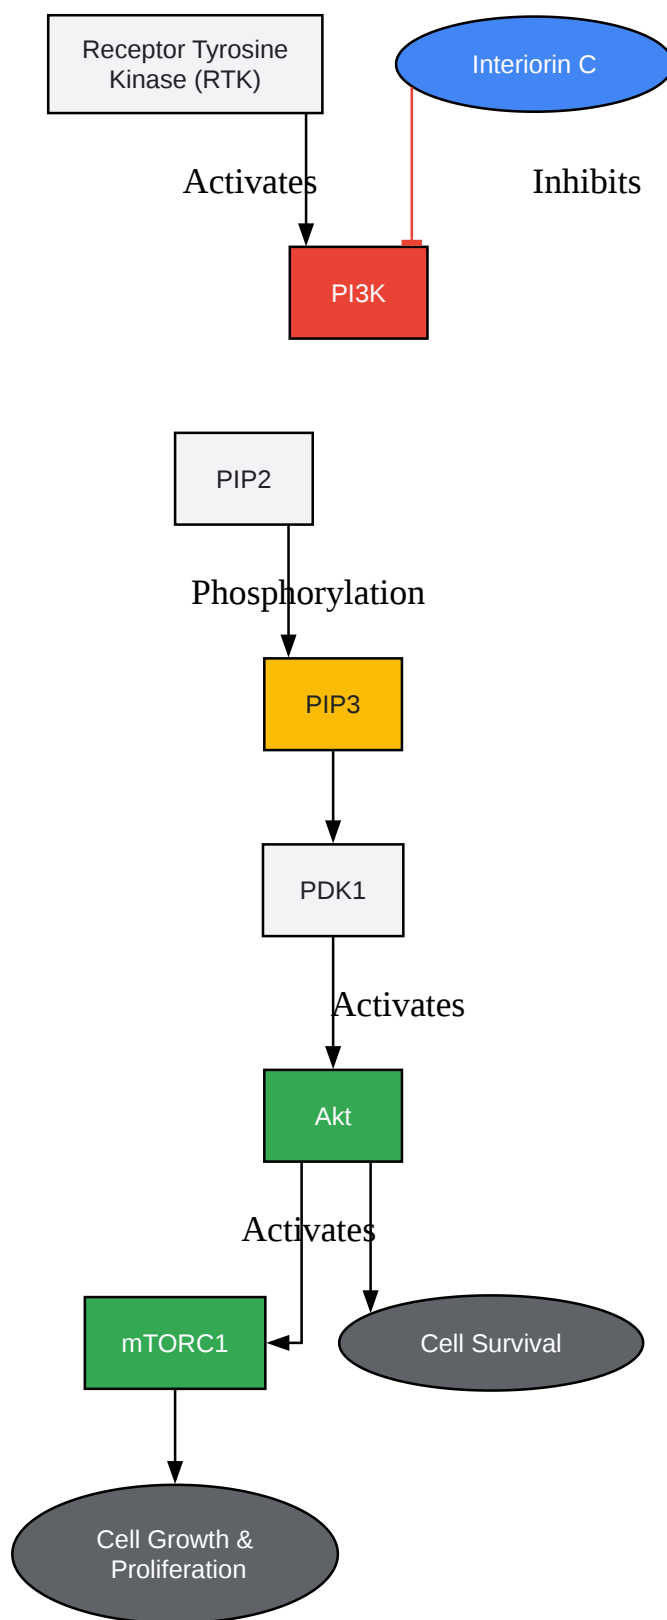 Receptor Tyrosine
Kinase (RTK)
Interiorin C
Activates
Inhibits
PI3K
PIP2
Phosphorylation
PIP3
PDK1
Activates
Akt
Activates
mTORC1
Cell Survival
Cell Growth &
Proliferation